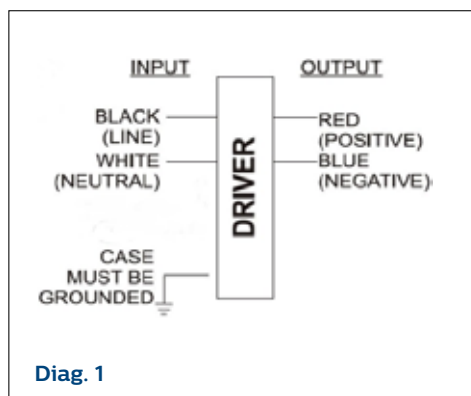 INPUT
OUTPUT
BLACK
(LINE)
WHITE
(NEUTRAL)
CASE
MUST BE
GROUNDED
DRIVER
RED
(POSITIVE)
BLUE
(NEGATIVE)
Diag. 1